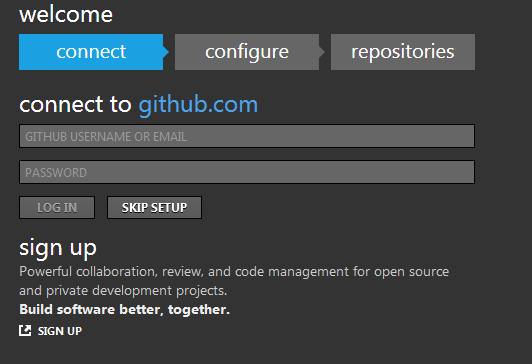 welcome
connect configure repositories
connect to github.com
GITHUB USERNAME OR EMAIL
PASSWORD
LOG IN SKIP SETUP
sign up
Powerful collaboration, review, and code management for open source
and private development projects.
Build software better, together.
SIGN UP